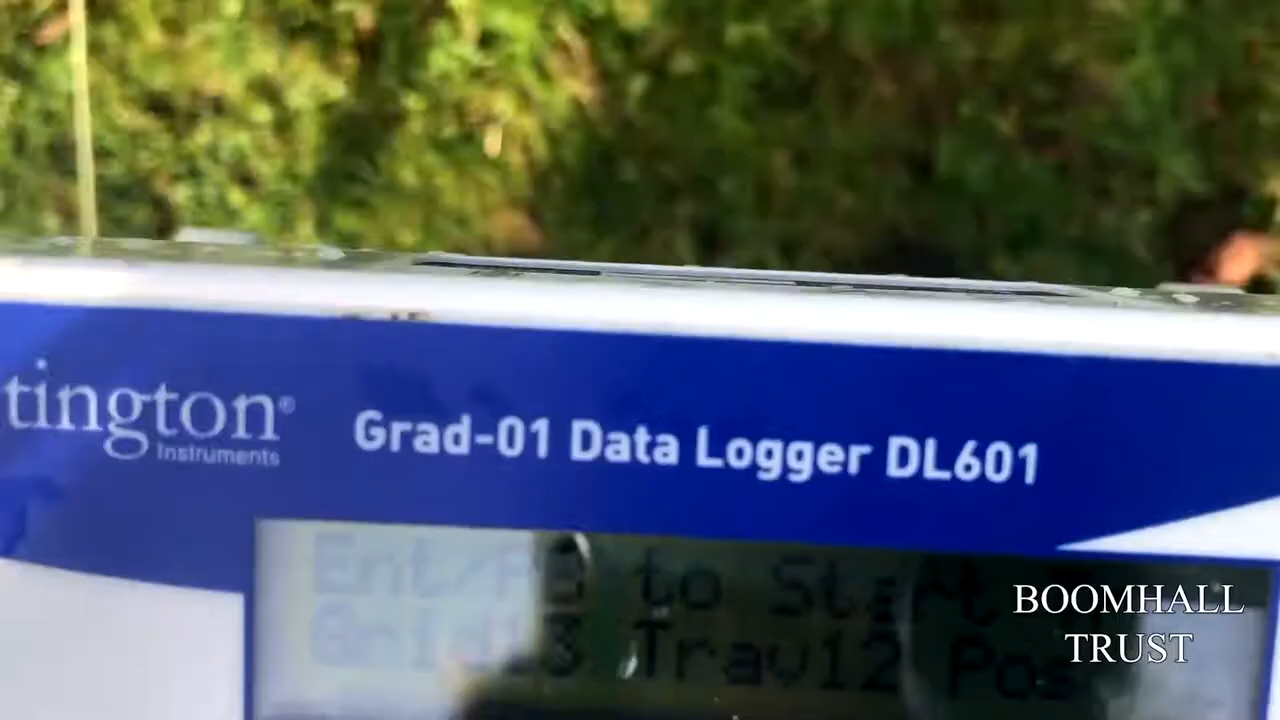 tington®
Instruments
Grad-01 Data Logger DL601
to Start
Trav12 Pos
BOOMHALL
TRUST